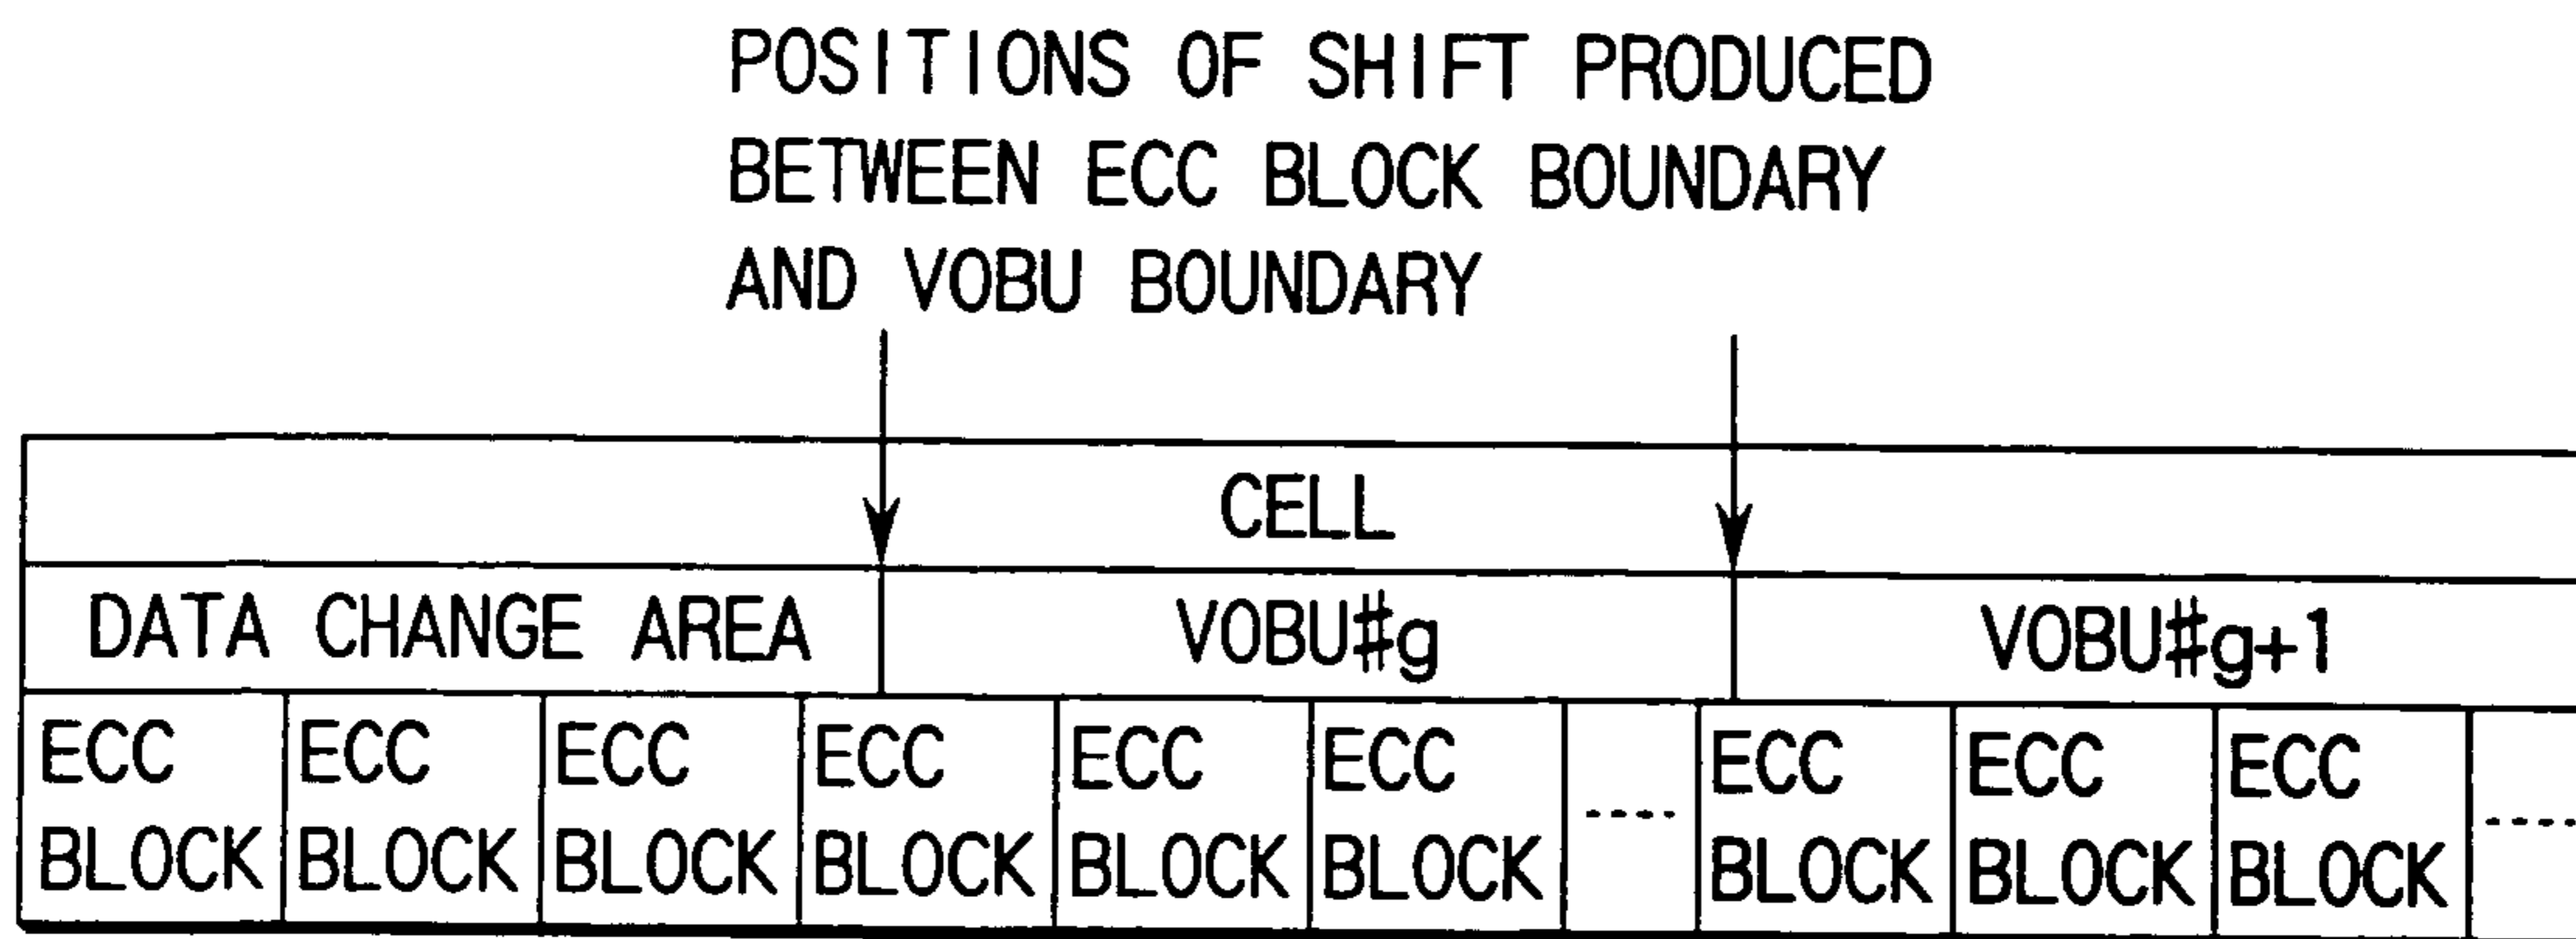 POSITIONS OF SHIFT PRODUCED
BETWEEN ECC BLOCK BOUNDARY
AND VOBU BOUNDARY
CELL
DATA CHANGE AREA VOBU#g VOBU#g+1
ECC ECC ECC ECC ECC ECC ECC ECC ECC
BLOCK BLOCK BLOCK BLOCK BLOCK BLOCK BLOCK BLOCK BLOCK